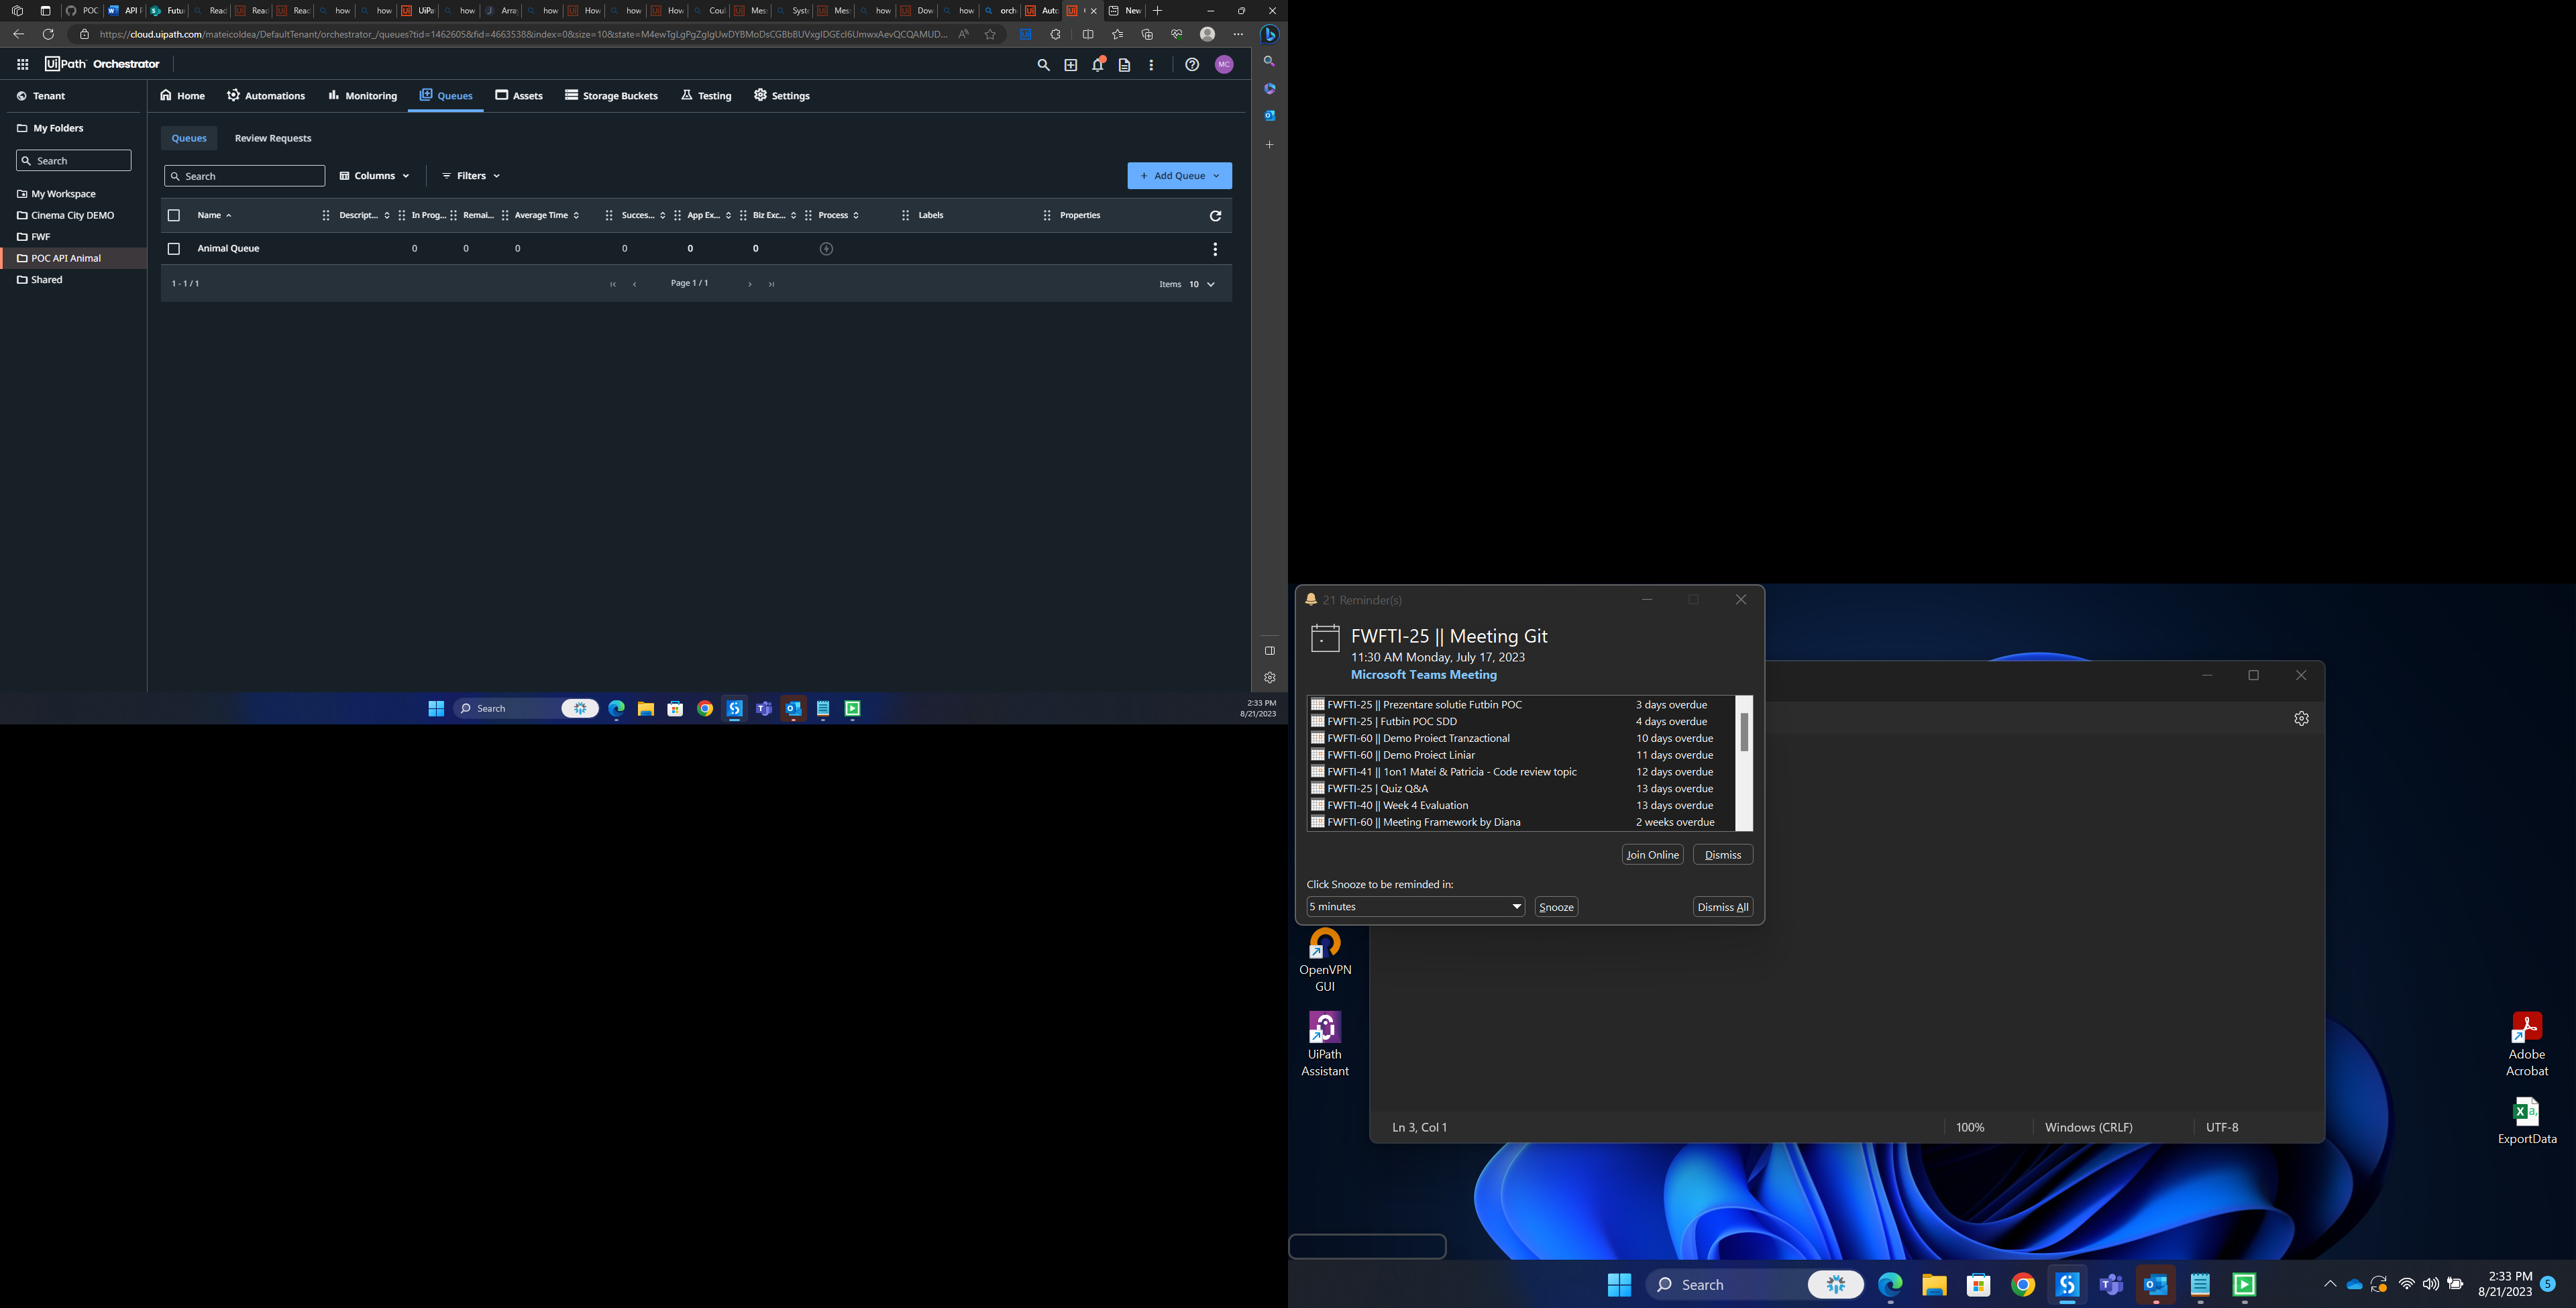 POC
API
Futu
Reac
Reac
Reac
how
how
UiPa
how
Array
how
How
how
How
Coul
Mes
Syst
Mes
how
Dow
how
orch
Auto
New
https://cloud.uipath.com/mateicoldea/DefaultTenant/orchestrator_/queues?tid=1462605&fid=4663538&index=0&size=10&state=
UiPath Orchestrator
MC
Tenant
Home Automations Monitoring Queues Assets Storage Buckets Testing Settings
My Folders
Search
My Workspace
Cinema City DEMO
FWF
POC API Animal
Shared
Queues Review Requests
Search Columns Filters + Add Queue
Name Descript... In Prog... Remai... Average Time Succes... App Ex... Biz Exc... Process Labels Properties
Animal Queue 0 0 0 0 0 0
1 - 1 / 1 Page 1 / 1 Items 10
Search
2:33 PM
8/21/2023
21 Reminder(s)
FWFTI-25 || Meeting Git
11:30 AM Monday, July 17, 2023
Microsoft Teams Meeting
FWFTI-25 || Prezentare solutie Futbin POC 3 days overdue
FWFTI-25 | Futbin POC SDD 4 days overdue
FWFTI-60 || Demo Proiect Tranzactional 10 days overdue
FWFTI-60 || Demo Proiect Liniar 11 days overdue
FWFTI-41 || 1on1 Matei & Patricia - Code review topic 12 days overdue
FWFTI-25 | Quiz Q&A 13 days overdue
FWFTI-40 || Week 4 Evaluation 13 days overdue
FWFTI-60 || Meeting Framework by Diana 2 weeks overdue
Join Online Dismiss
Click Snooze to be reminded in:
5 minutes Snooze Dismiss All
OpenVPN
GUI
UiPath
Assistant
Adobe
Acrobat
ExportData
Ln 3, Col 1 100% Windows (CRLF) UTF-8
Search
2:33 PM
8/21/2023
5